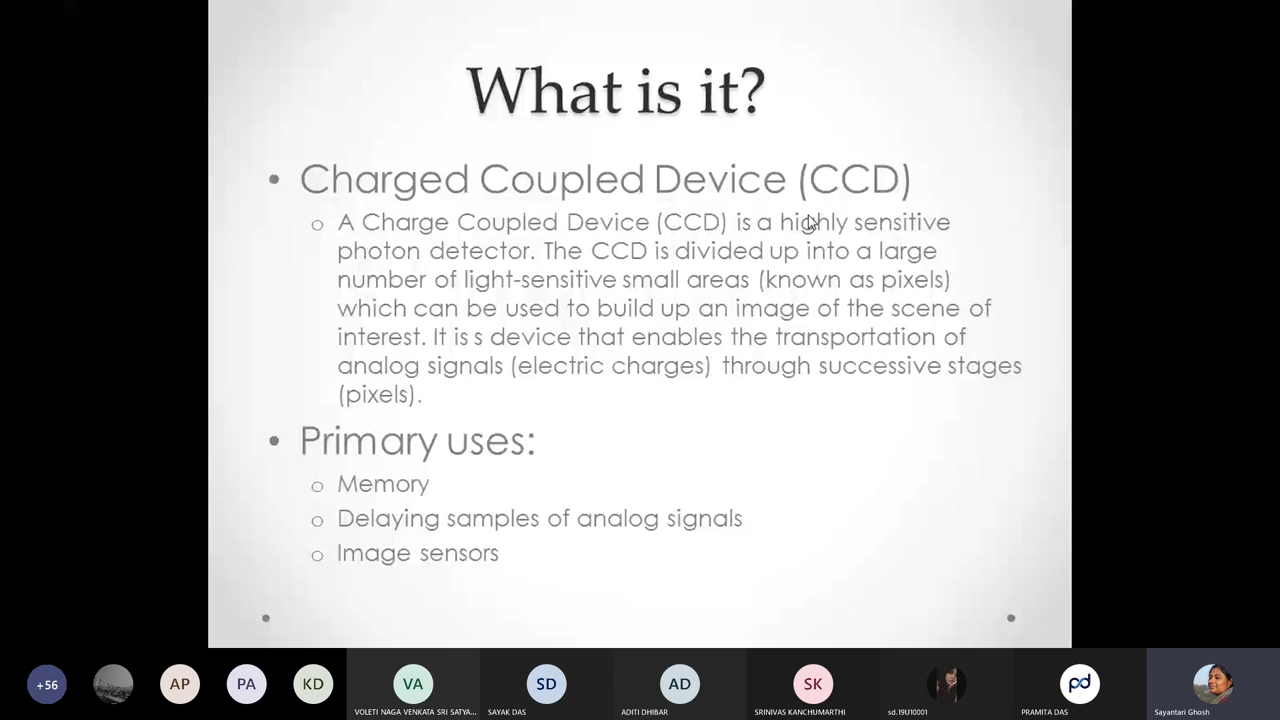 What is it?
• Charged Coupled Device (CCD)
o A Charge Coupled Device (CCD) is a highly sensitive
photon detector. The CCD is divided up into a large
number of light-sensitive small areas (known as pixels)
which can be used to build up an image of the scene of
interest. It is s device that enables the transportation of
analog signals (electric charges) through successive stages
(pixels).
• Primary uses:
o Memory
o Delaying samples of analog signals
o Image sensors
+56 AP PA KD VA SD AD SK pd
VOLETI NAGA VENKATA SRI SATYA... SAYAK DAS ADITI DHIBAR SRINIVAS KANCHUMARTHI sd.19U10001 PRAMITA DAS Sayantari Ghosh